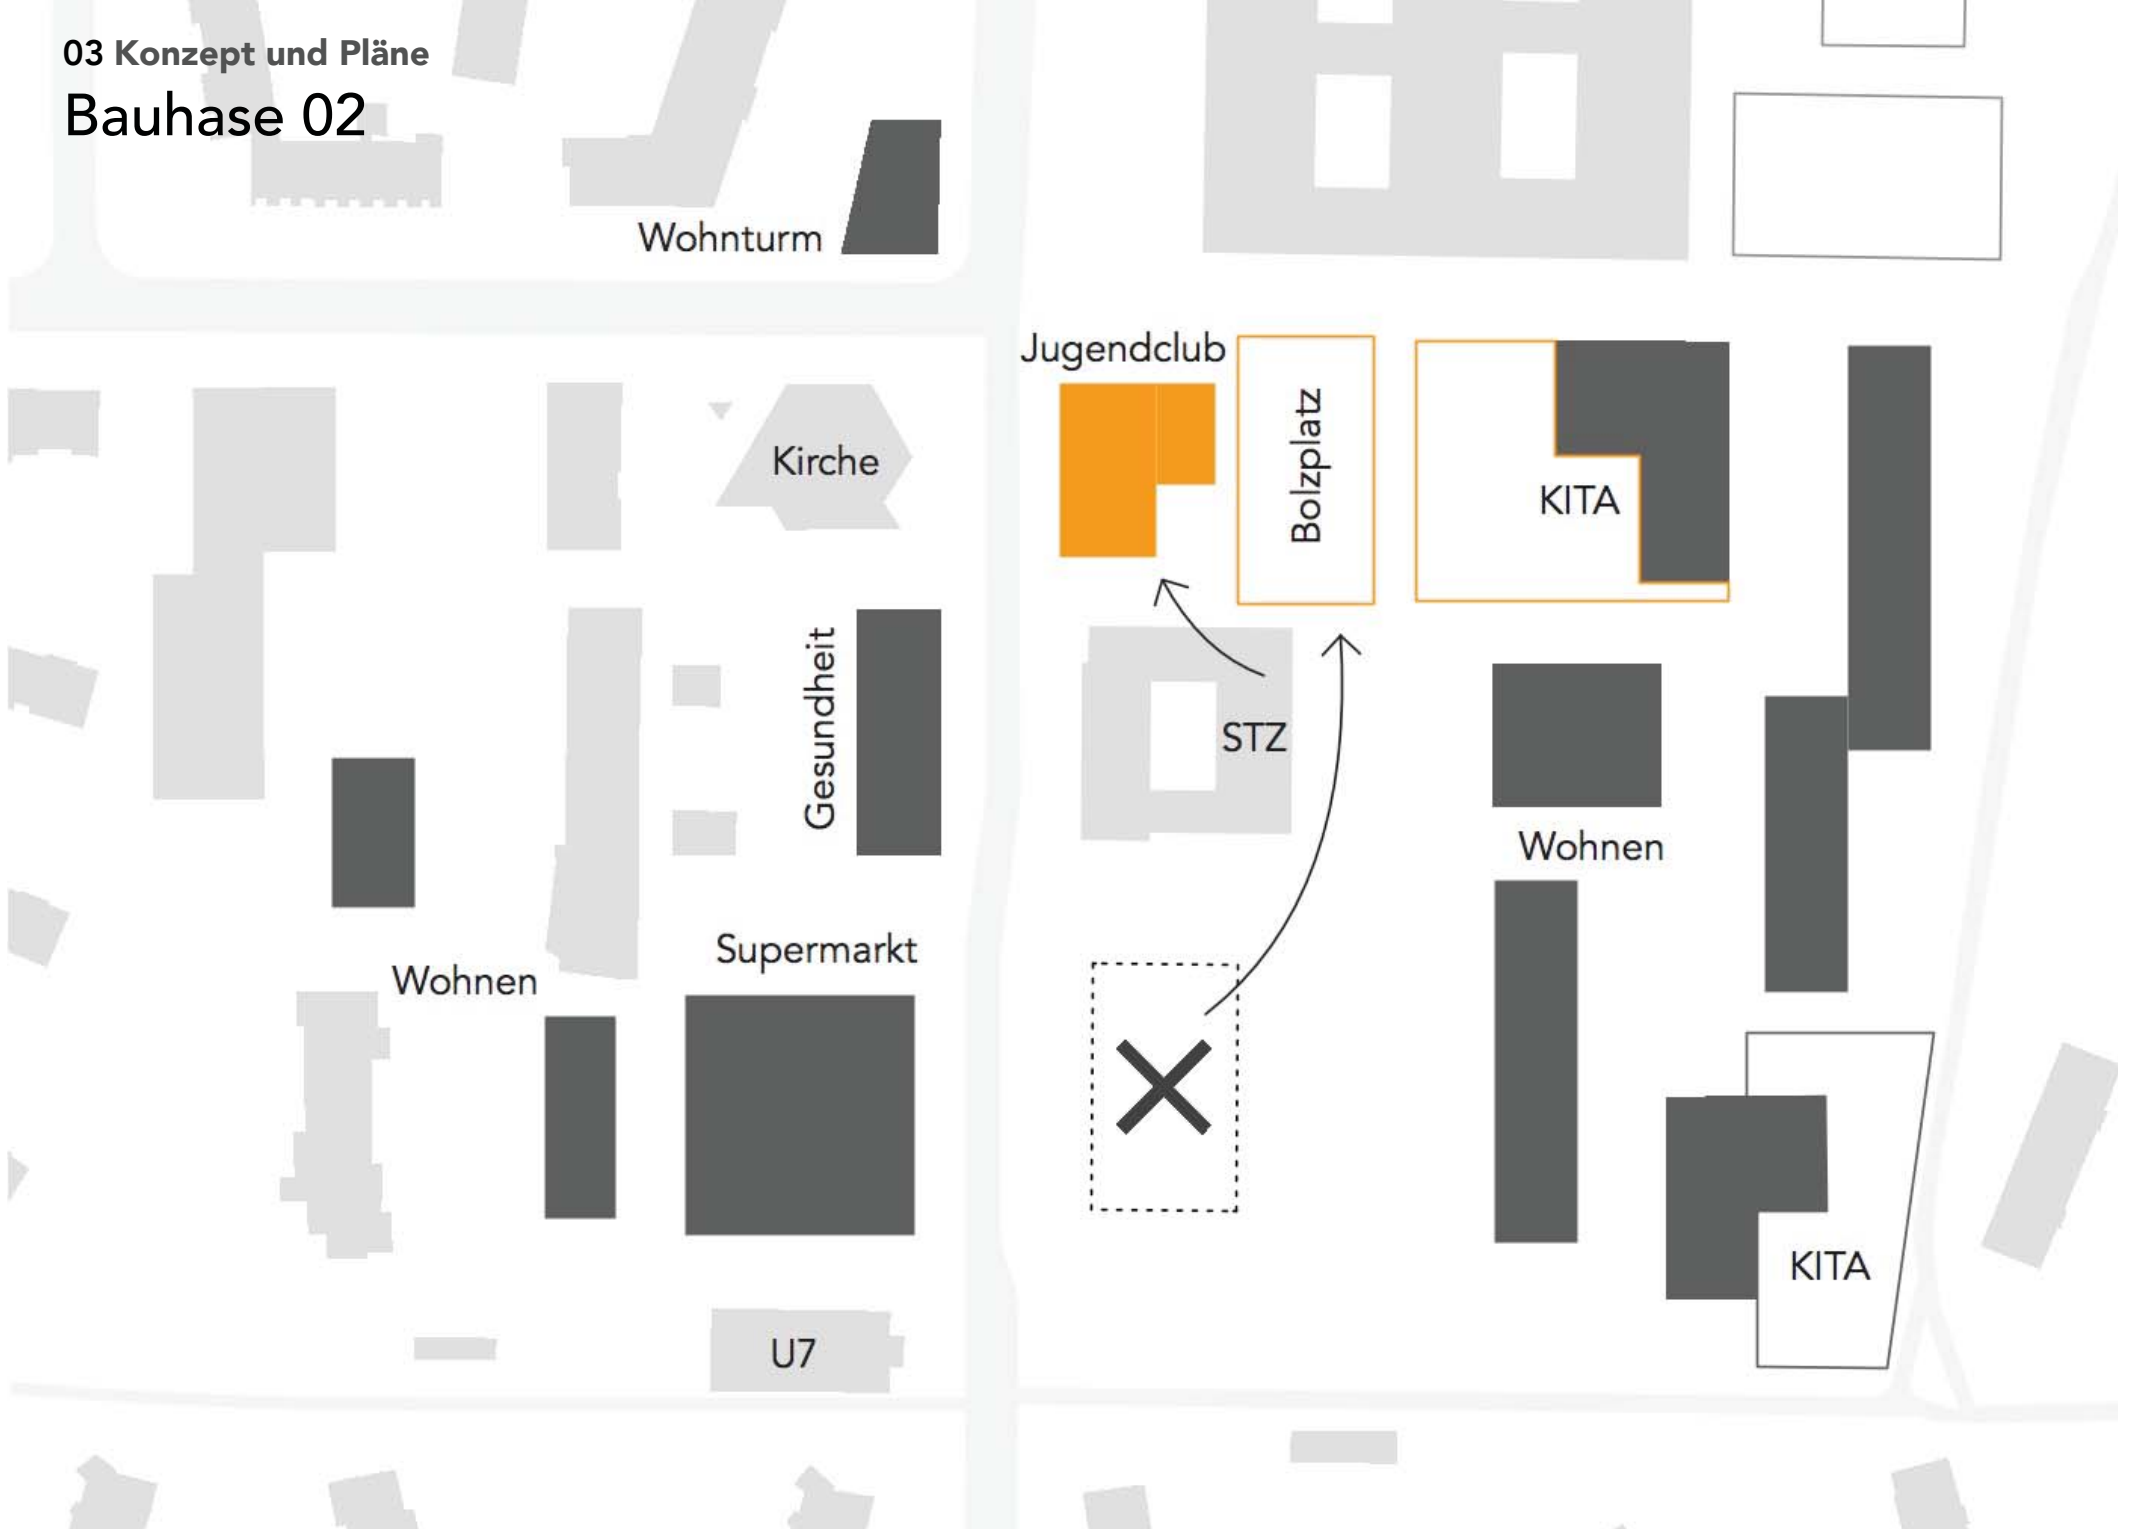 03 Konzept und Pläne
Bauhase 02
Wohnturm
Jugendclub
Bolzplatz
Kirche
KITA
Gesundheit
STZ
Wohnen
Supermarkt
Wohnen
KITA
U7